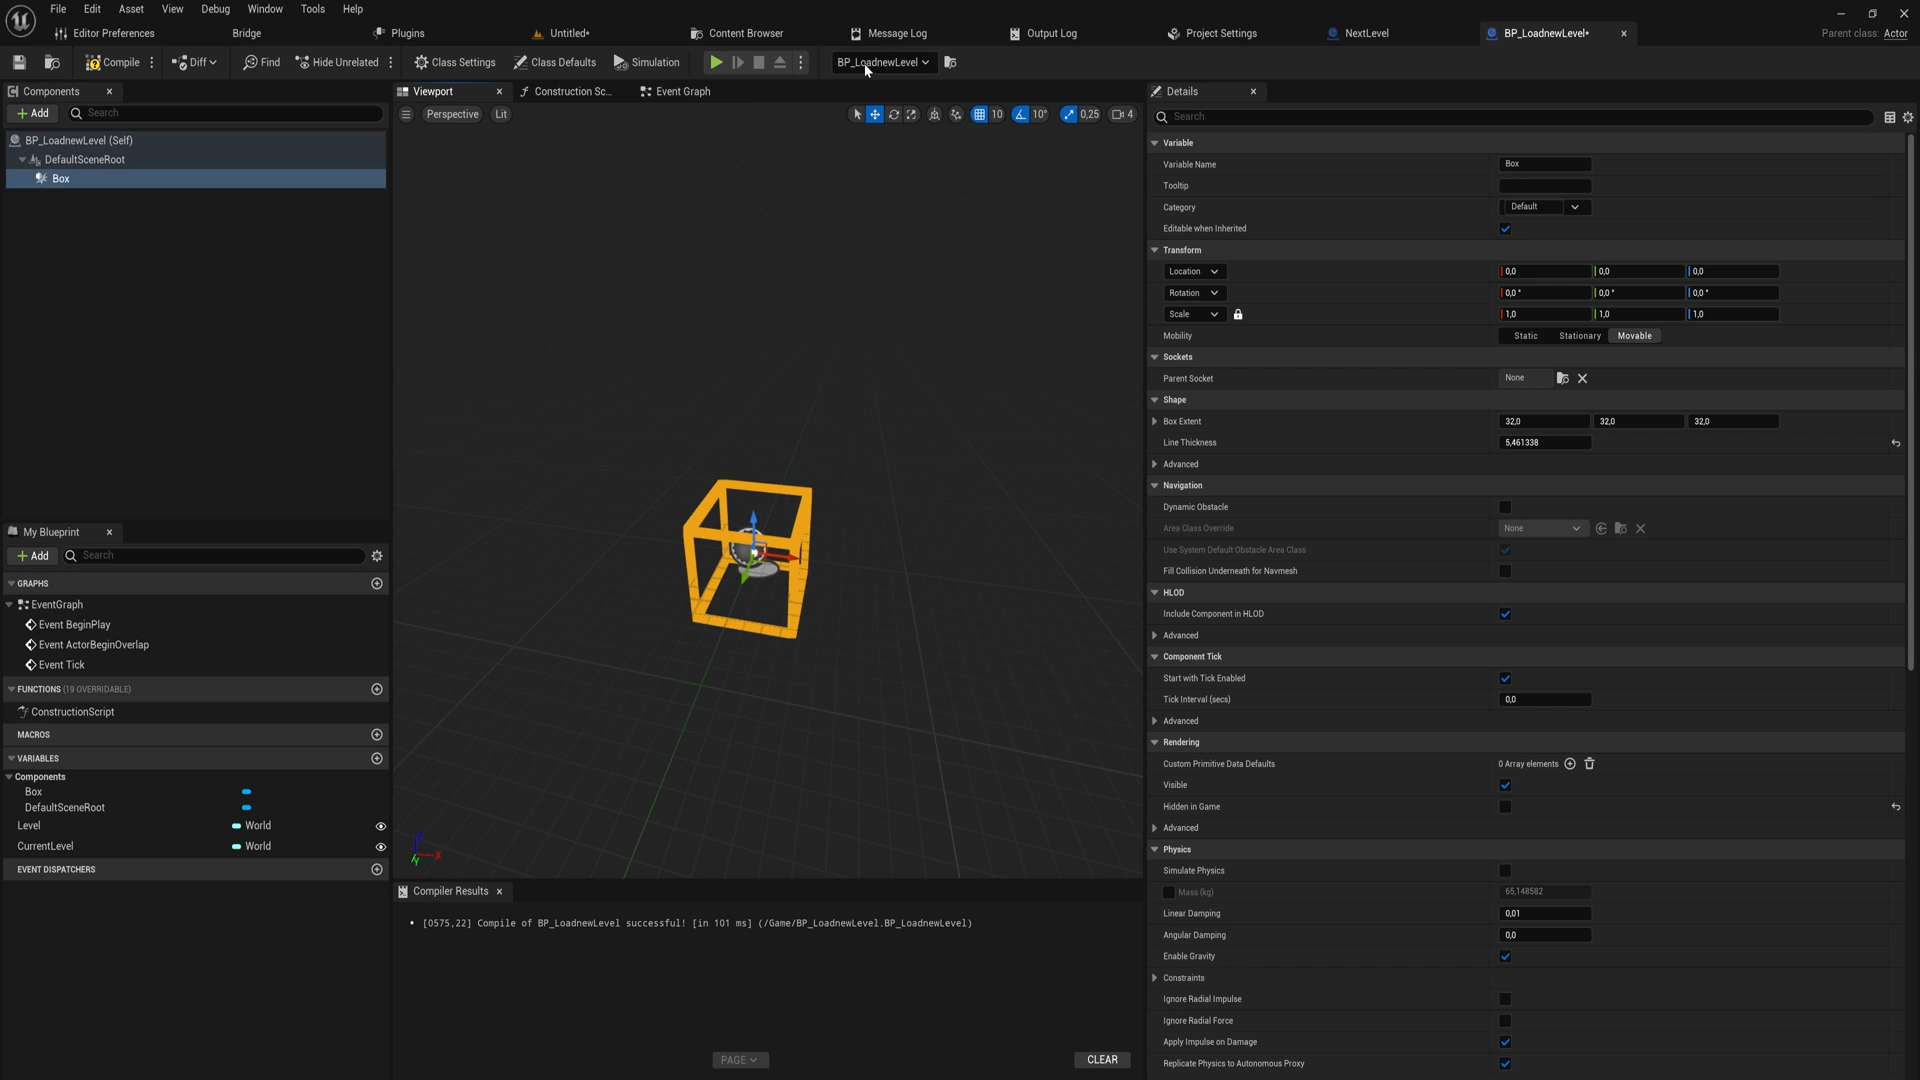 File Edit Asset View Debug Window Tools Help
Editor Preferences Bridge Plugins Untitled* Content Browser Message Log Output Log Project Settings NextLevel BP_LoadnewLevel* Parent class: Actor
Compile Diff Find Hide Unrelated Class Settings Class Defaults Simulation BP_LoadnewLevel
Components
Add Search
BP_LoadnewLevel (Self)
DefaultSceneRoot
Box
My Blueprint
Add Search
GRAPHS
EventGraph
Event BeginPlay
Event ActorBeginOverlap
Event Tick
FUNCTIONS (19 OVERRIDABLE)
ConstructionScript
MACROS
VARIABLES
Components
Box
DefaultSceneRoot
Level World
CurrentLevel World
EVENT DISPATCHERS
Viewport Construction Sc... Event Graph
Perspective Lit 10 10° 0,25 4
X
Y
Compiler Results
• [0575,22] Compile of BP_LoadnewLevel successful! [in 101 ms] (/Game/BP_LoadnewLevel.BP_LoadnewLevel)
PAGE CLEAR
Details
Search
Variable
Variable Name Box
Tooltip
Category Default
Editable when Inherited
Transform
Location 0,0 0,0 0,0
Rotation 0,0 ° 0,0 ° 0,0 °
Scale 1,0 1,0 1,0
Mobility Static Stationary Movable
Sockets
Parent Socket None
Shape
Box Extent 32,0 32,0 32,0
Line Thickness 5,461338
Advanced
Navigation
Dynamic Obstacle
Area Class Override None
Use System Default Obstacle Area Class
Fill Collision Underneath for Navmesh
HLOD
Include Component in HLOD
Advanced
Component Tick
Start with Tick Enabled
Tick Interval (secs) 0,0
Advanced
Rendering
Custom Primitive Data Defaults 0 Array elements
Visible
Hidden in Game
Advanced
Physics
Simulate Physics
Mass (kg) 65,148582
Linear Damping 0,01
Angular Damping 0,0
Enable Gravity
Constraints
Ignore Radial Impulse
Ignore Radial Force
Apply Impulse on Damage
Replicate Physics to Autonomous Proxy